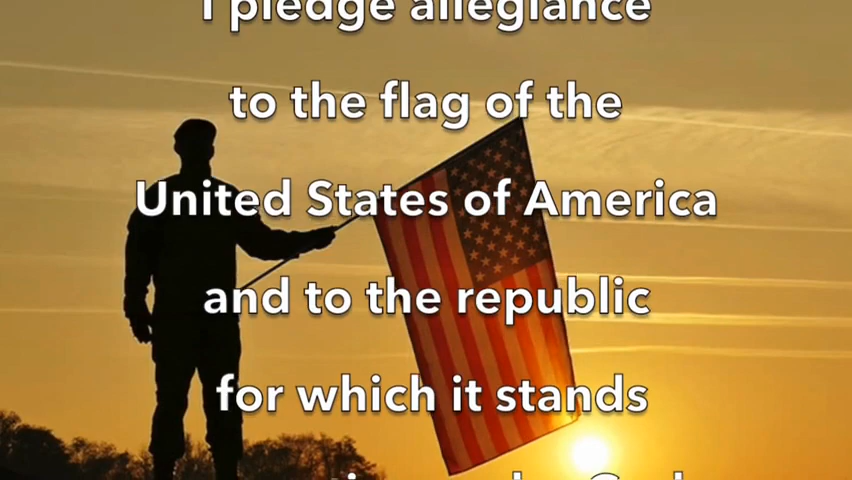 I pledge allegiance
to the flag of the
United States of America
and to the republic
for which it stands